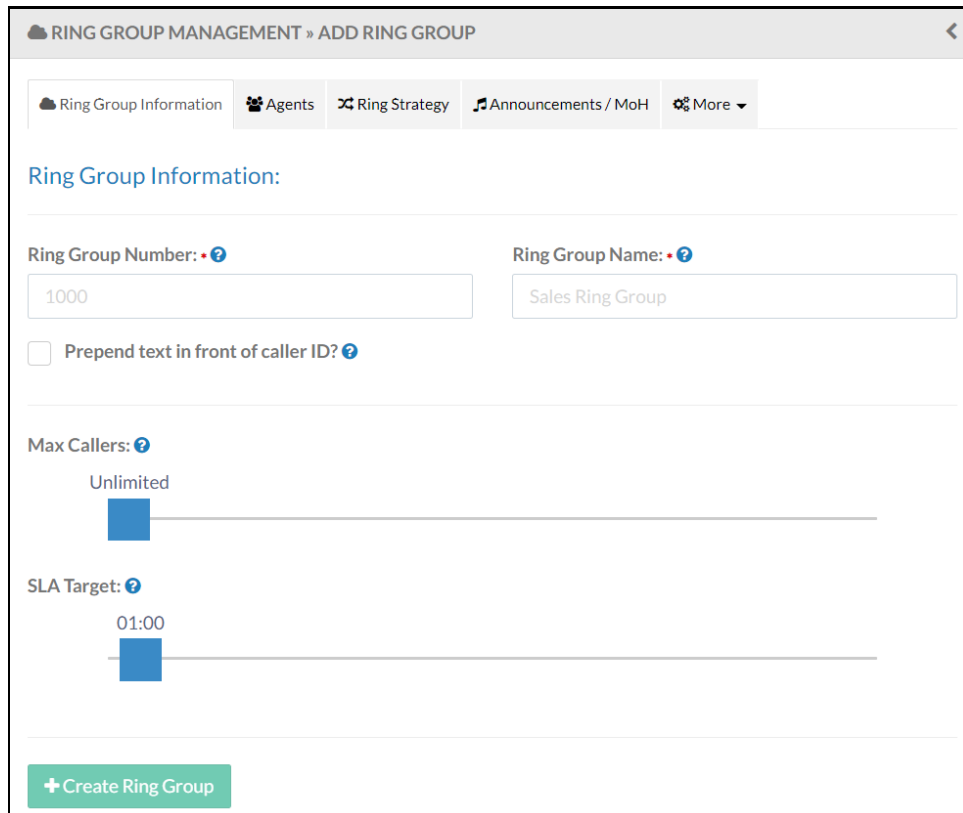 RING GROUP MANAGEMENT » ADD RING GROUP
Ring Group Information
Agents
Ring Strategy
Announcements / MoH
More
Ring Group Information:
Ring Group Number: •
Ring Group Name: •
1000
Sales Ring Group
Prepend text in front of caller ID?
Max Callers:
Unlimited
SLA Target:
01:00
+ Create Ring Group